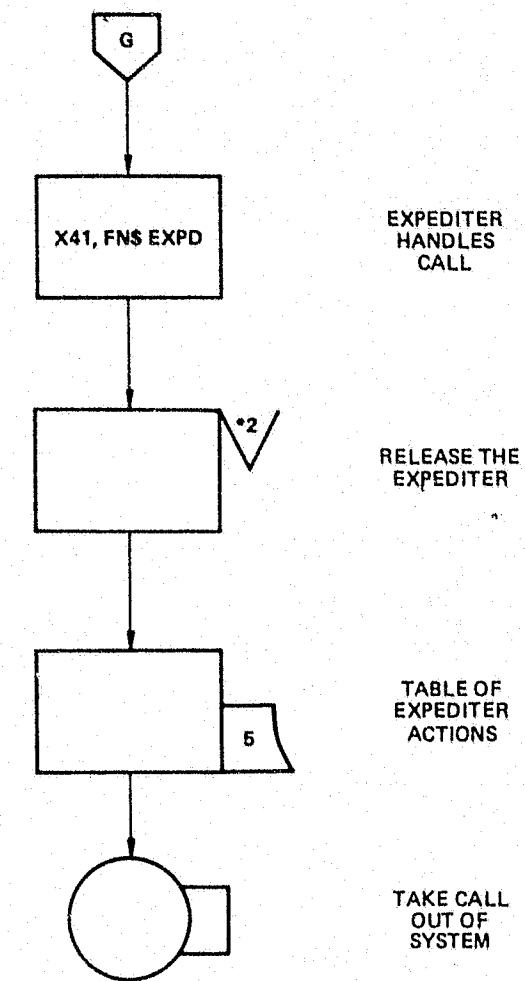 G
X41, FN$ EXPD
EXPEDITER
HANDLES
CALL
*2
RELEASE THE
EXPEDITER
5
TABLE OF
EXPEDITER
ACTIONS
TAKE CALL
OUT OF
SYSTEM